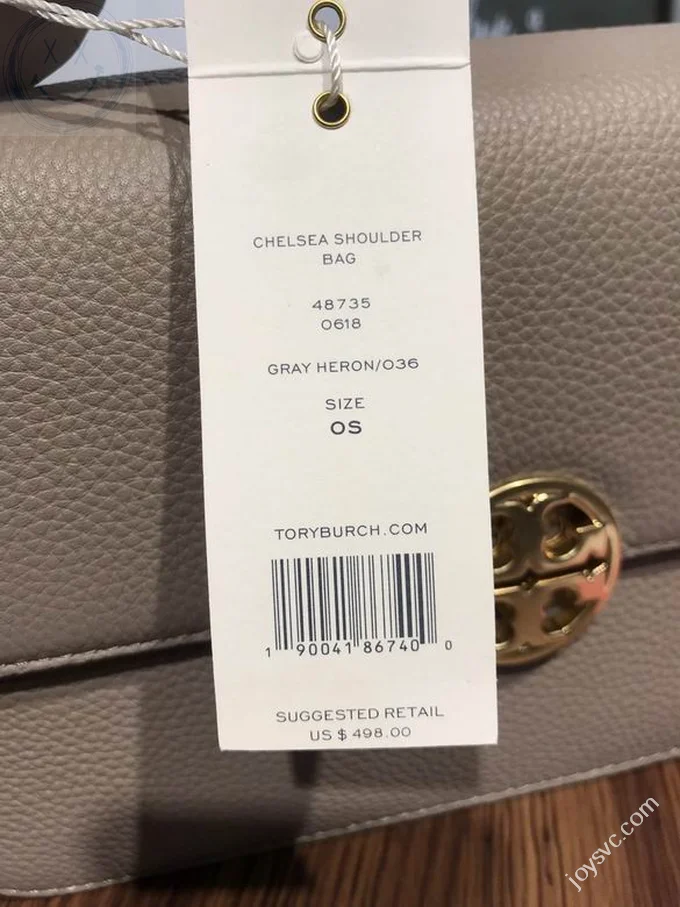 CHELSEA SHOULDER
BAG
48735
0618
GRAY HERON/036
SIZE
OS
TORYBURCH.COM
1 90041 86740 0
SUGGESTED RETAIL
US $ 498.00
joysvc.com